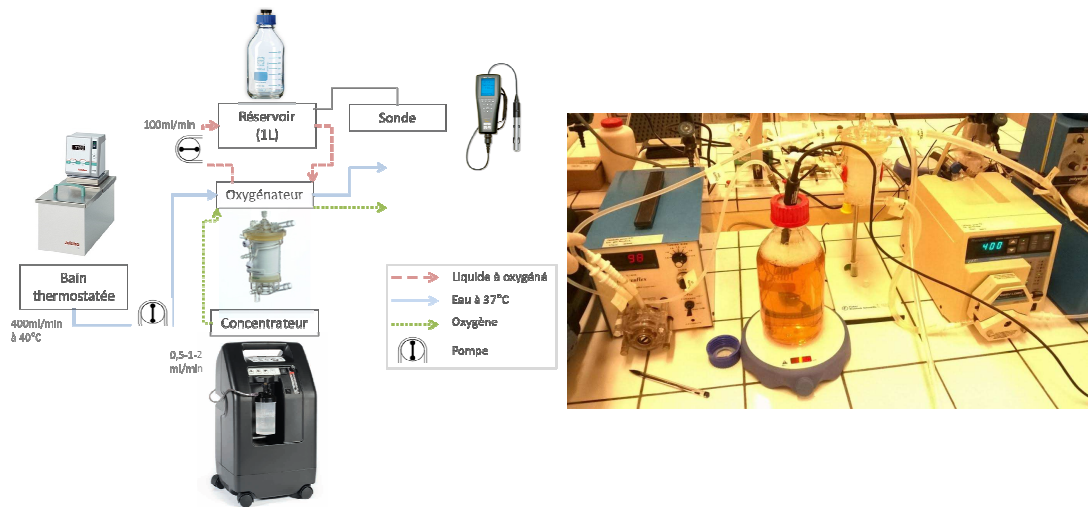 Réservoir
(1L)
Sonde
100ml/min
Oxygénateur
Bain
thermostatée
400ml/min
à 40°C
Concentrateur
0,5-1-2
ml/min
Liquide à oxygéné
Eau à 37°C
Oxygène
Pompe
98
400